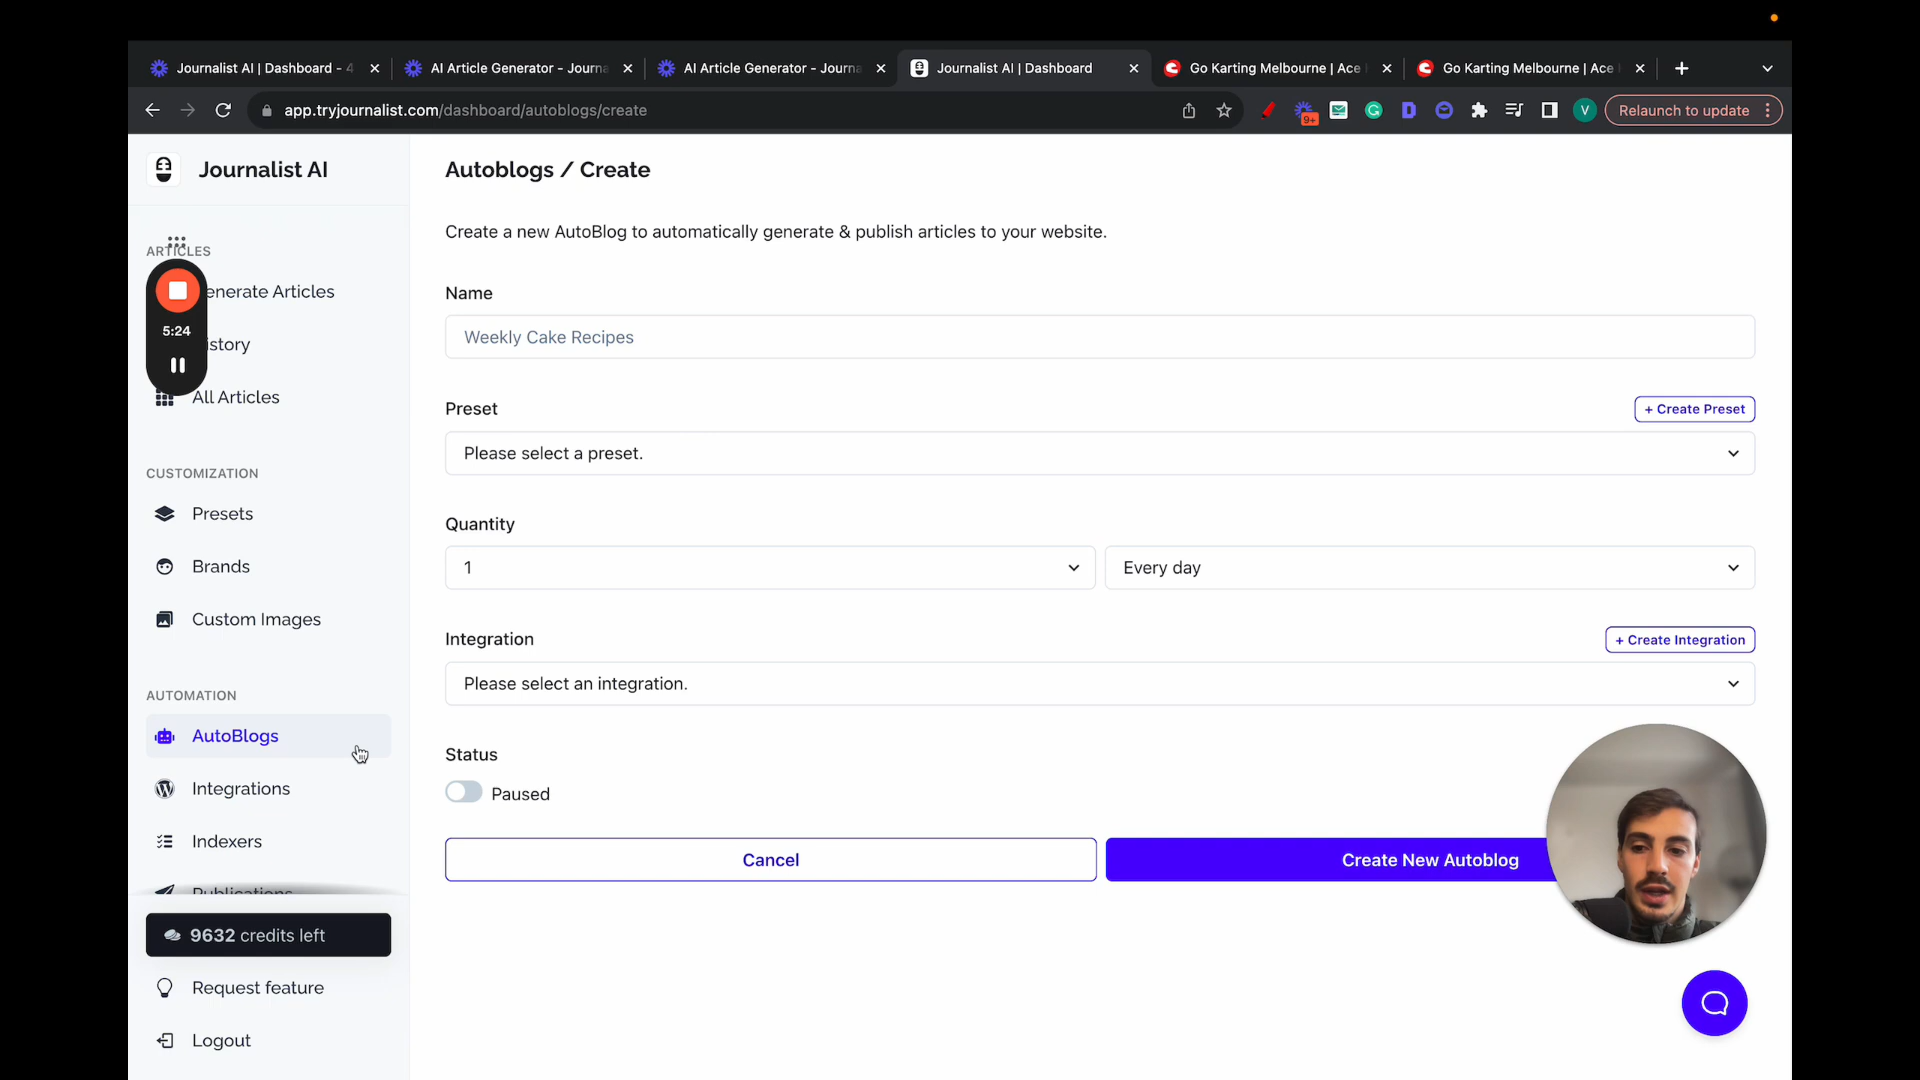 Journalist AI | Dashboard - 4
AI Article Generator - Journa
AI Article Generator - Journa
Journalist AI | Dashboard
Go Karting Melbourne | Ace
Go Karting Melbourne | Ace
app.tryjournalist.com/dashboard/autoblogs/create
9+
G
D
V
Relaunch to update
Journalist AI
ARTICLES
enerate Articles
5:24
istory
All Articles
CUSTOMIZATION
Presets
Brands
Custom Images
AUTOMATION
AutoBlogs
Integrations
Indexers
Publications
9632 credits left
Request feature
Logout
Autoblogs / Create
Create a new AutoBlog to automatically generate & publish articles to your website.
Name
Weekly Cake Recipes
Preset
+ Create Preset
Please select a preset.
Quantity
1
Every day
Integration
+ Create Integration
Please select an integration.
Status
Paused
Cancel
Create New Autoblog